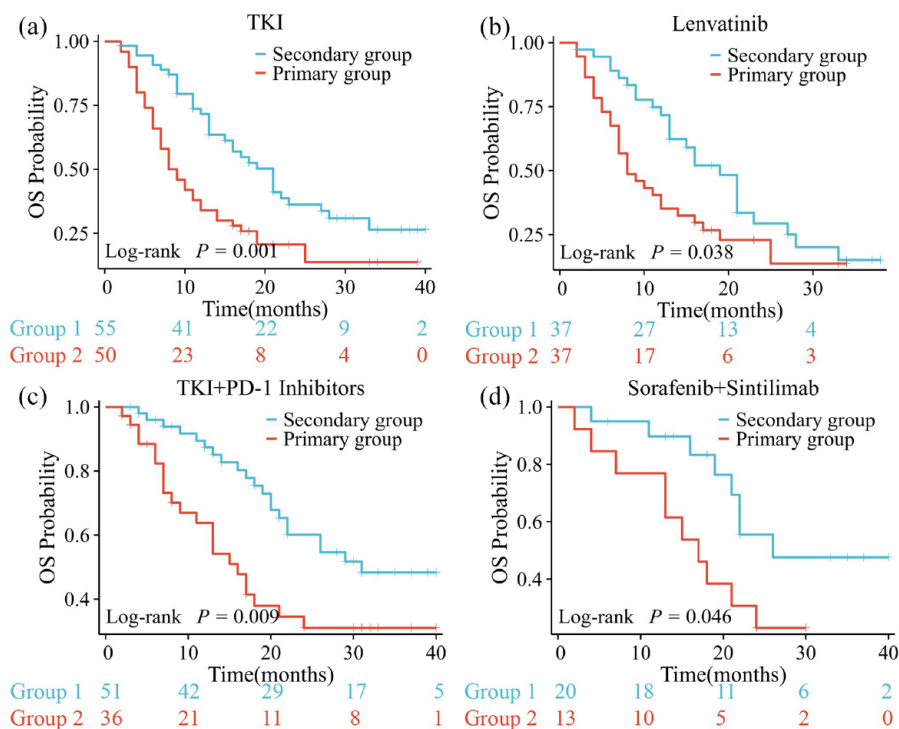 (a) TKI
1.00
0.75
0.50
0.25
OS Probability
Secondary group
Primary group
Log-rank P = 0.001
0 10 20 30 40
Time(months)
Group 1 55 41 22 9 2
Group 2 50 23 8 4 0
(b) Lenvatinib
1.00
0.75
0.50
0.25
OS Probability
Secondary group
Primary group
Log-rank P = 0.038
0 10 20 30
Time(months)
Group 1 37 27 13 4
Group 2 37 17 6 3
(c) TKI+PD-1 Inhibitors
1.0
0.8
0.6
0.4
OS Probability
Secondary group
Primary group
Log-rank P = 0.009
0 10 20 30 40
Time(months)
Group 1 51 42 29 17 5
Group 2 36 21 11 8 1
(d) Sorafenib+Sintilimab
1.0
0.8
0.6
0.4
OS Probability
Secondary group
Primary group
Log-rank P = 0.046
0 10 20 30 40
Time(months)
Group 1 20 18 11 6 2
Group 2 13 10 5 2 0